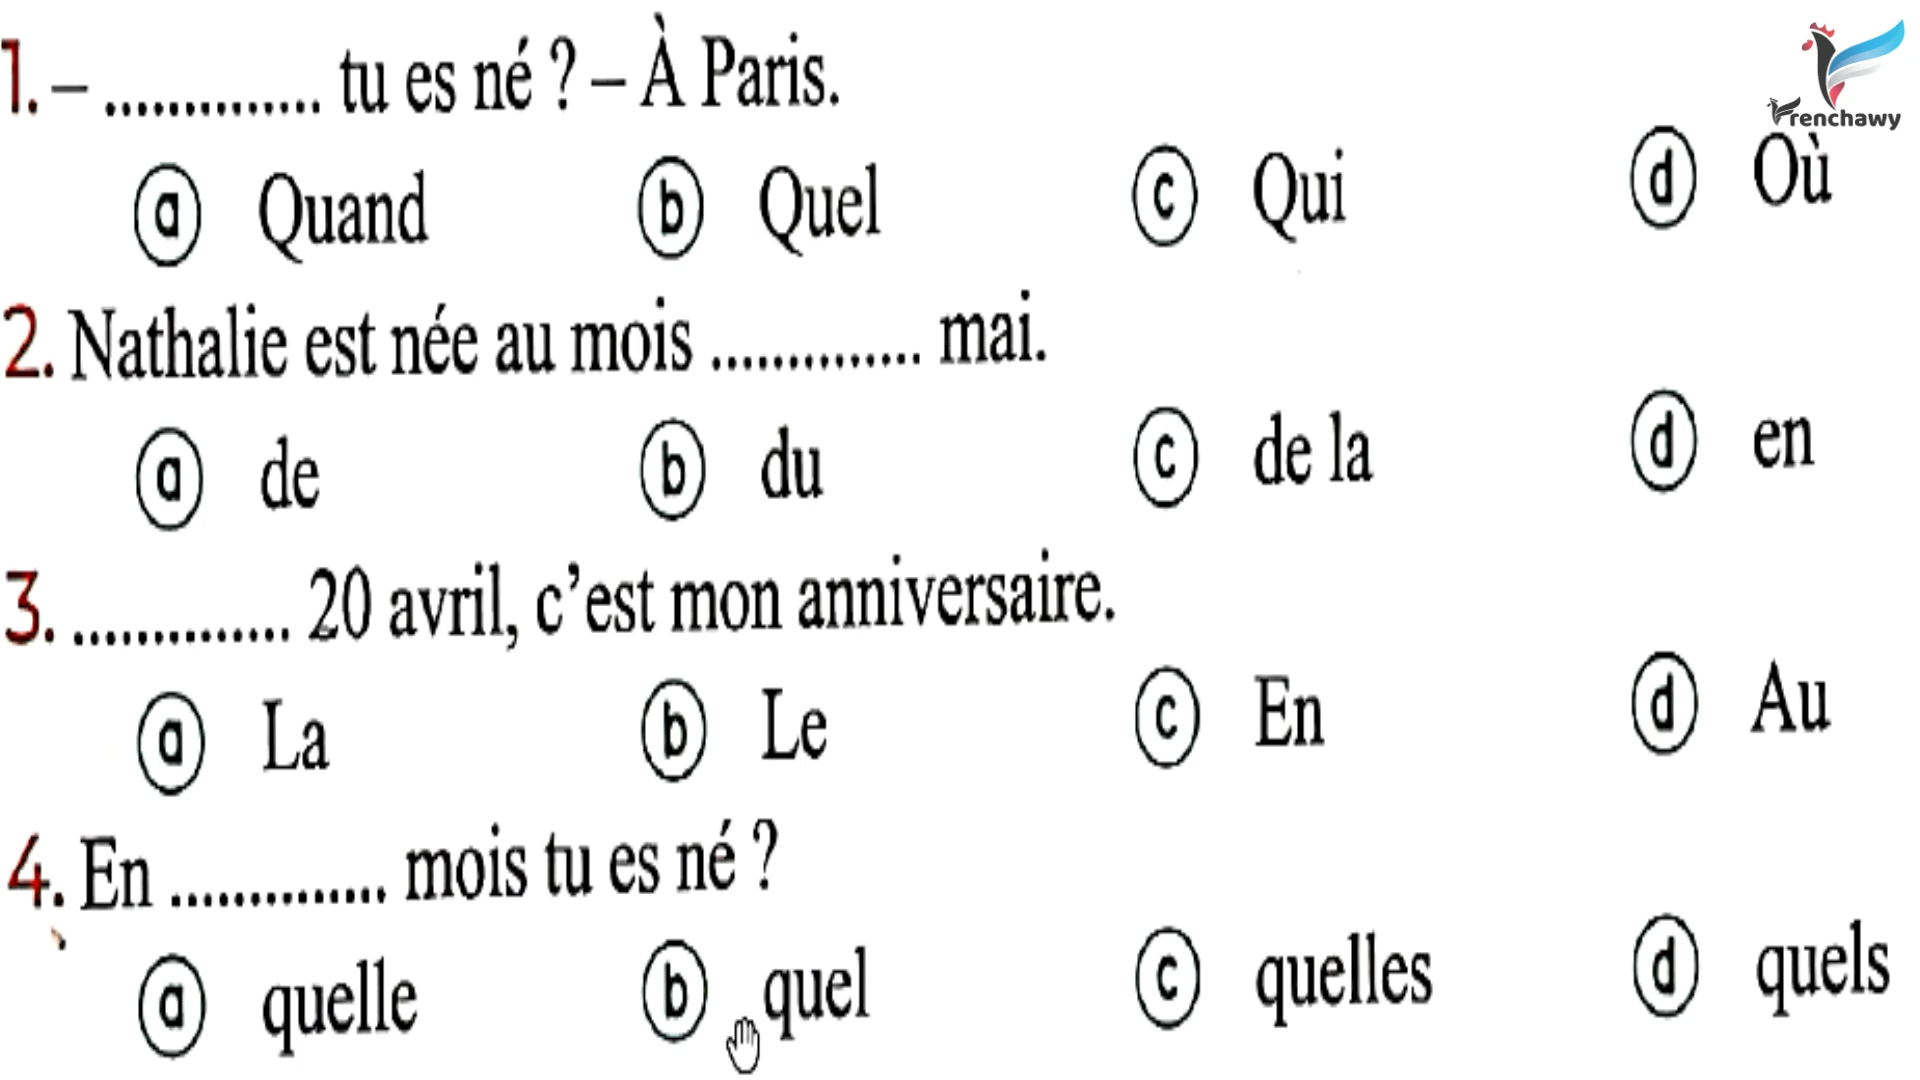 1. – .............. tu es né ? – À Paris.
Frenchawy
a Quand b Quel c Qui d Où
2. Nathalie est née au mois .............. mai.
a de b du c de la d en
3. .............. 20 avril, c’est mon anniversaire.
a La b Le c En d Au
4. En .............. mois tu es né ?
a quelle b quel c quelles d quels